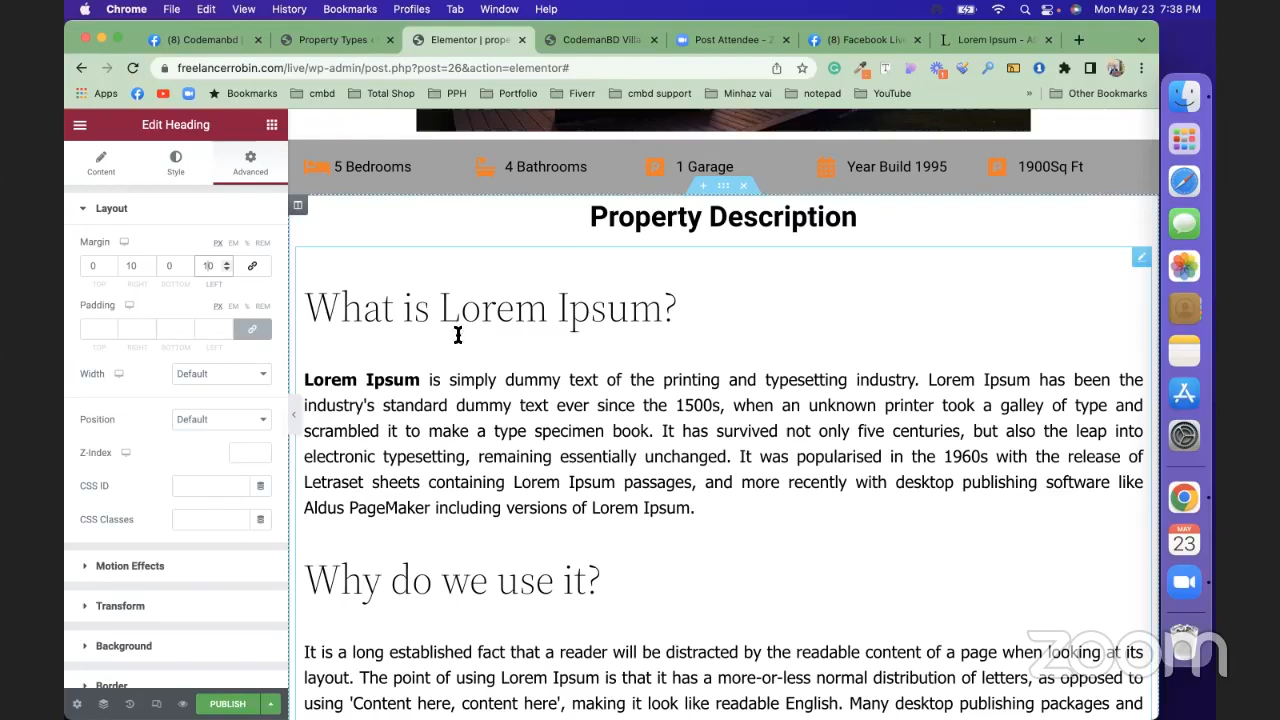 Chrome File Edit View History Bookmarks Profiles Tab Window Help Mon May 23 7:38 PM
(8) Codemanbd | Property Types < Elementor | prope CodemanBD Villa Post Attendee - Z (8) Facebook Live Lorem Ipsum - Al
freelancerrobin.com/live/wp-admin/post.php?post=26&action=elementor#
Apps Bookmarks cmbd Total Shop PPH Portfolio Fiverr cmbd support Minhaz vai notepad YouTube » Other Bookmarks
Edit Heading
Content Style Advanced
Layout
Margin PX EM % REM
0 10 0 10
TOP RIGHT BOTTOM LEFT
Padding PX EM % REM
TOP RIGHT BOTTOM LEFT
Width Default
Position Default
Z-Index
CSS ID
CSS Classes
Motion Effects
Transform
Background
Border
PUBLISH
5 Bedrooms 4 Bathrooms 1 Garage Year Build 1995 1900Sq Ft
Property Description
What is Lorem Ipsum?
Lorem Ipsum is simply dummy text of the printing and typesetting industry. Lorem Ipsum has been the
industry's standard dummy text ever since the 1500s, when an unknown printer took a galley of type and
scrambled it to make a type specimen book. It has survived not only five centuries, but also the leap into
electronic typesetting, remaining essentially unchanged. It was popularised in the 1960s with the release of
Letraset sheets containing Lorem Ipsum passages, and more recently with desktop publishing software like
Aldus PageMaker including versions of Lorem Ipsum.
Why do we use it?
It is a long established fact that a reader will be distracted by the readable content of a page when looking at its
layout. The point of using Lorem Ipsum is that it has a more-or-less normal distribution of letters, as opposed to
using 'Content here, content here', making it look like readable English. Many desktop publishing packages and
MAY
23
zoom